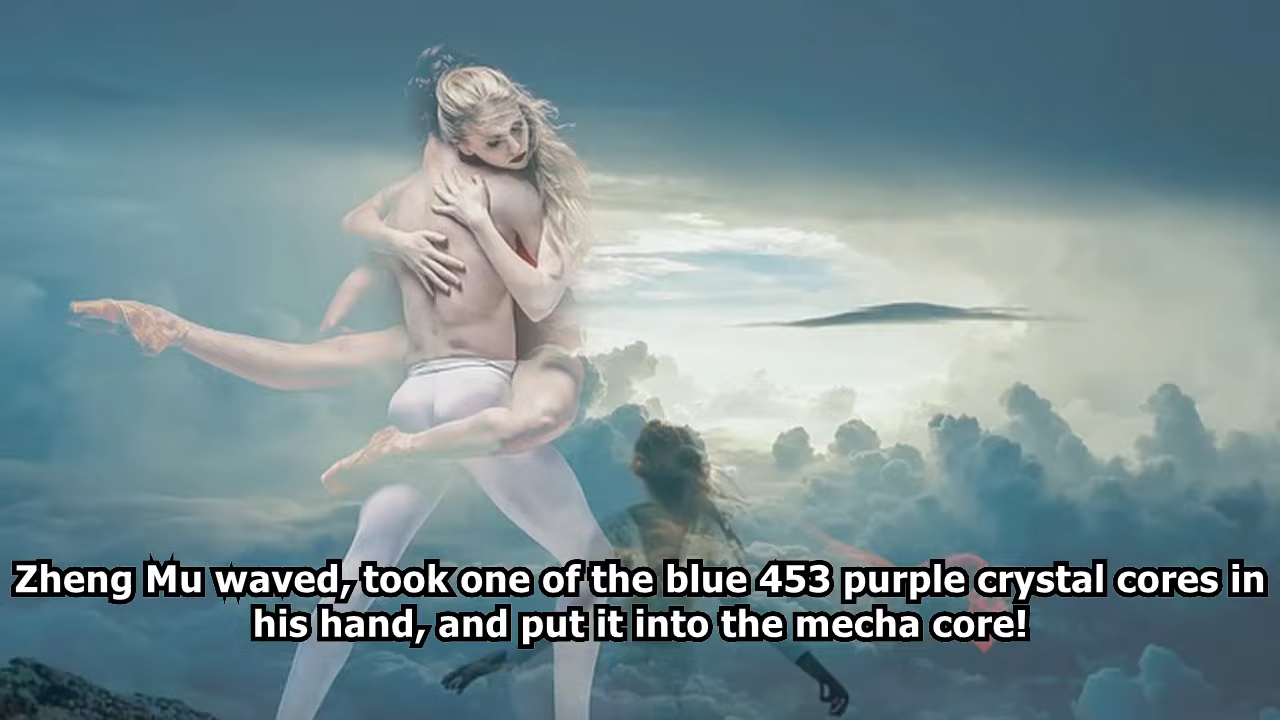 Zheng Mu waved, took one of the blue 453 purple crystal cores in
his hand, and put it into the mecha core!